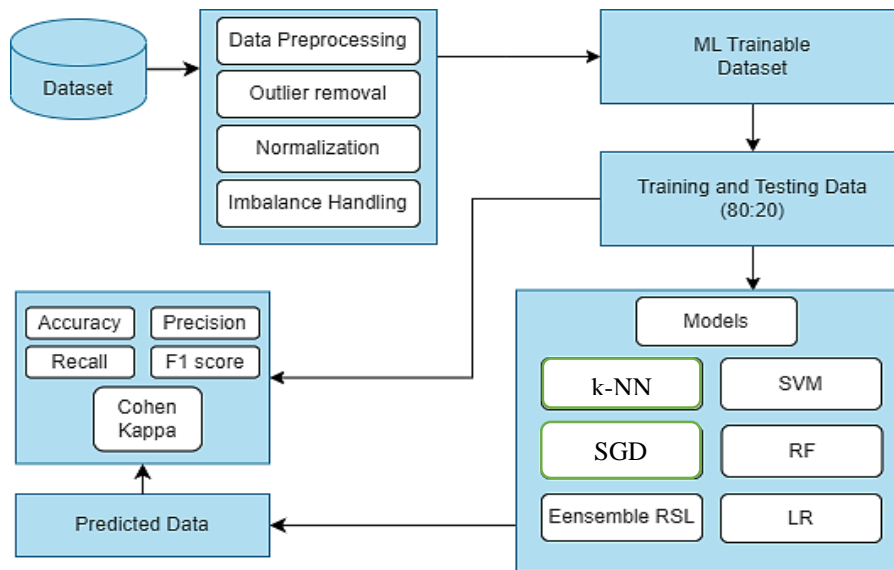 Dataset
Data Preprocessing
Outlier removal
Normalization
Imbalance Handling
ML Trainable
Dataset
Training and Testing Data
(80:20)
Models
k-NN
SVM
SGD
RF
Eensemble RSL
LR
Accuracy
Precision
Recall
F1 score
Cohen
Kappa
Predicted Data